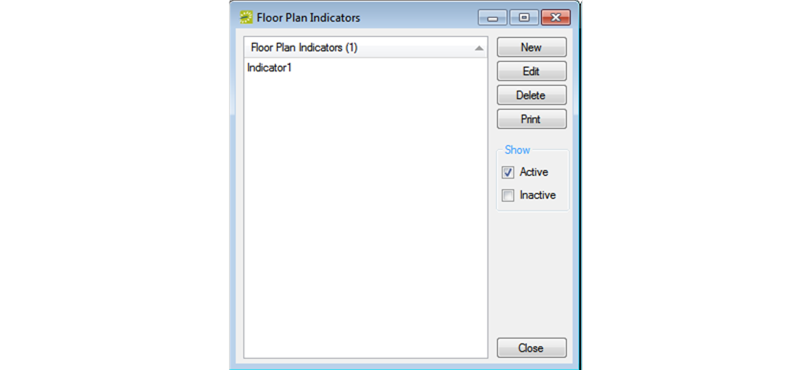 Floor Plan Indicators
Floor Plan Indicators (1)
Indicator1
New
Edit
Delete
Print
Show
Active
Inactive
Close